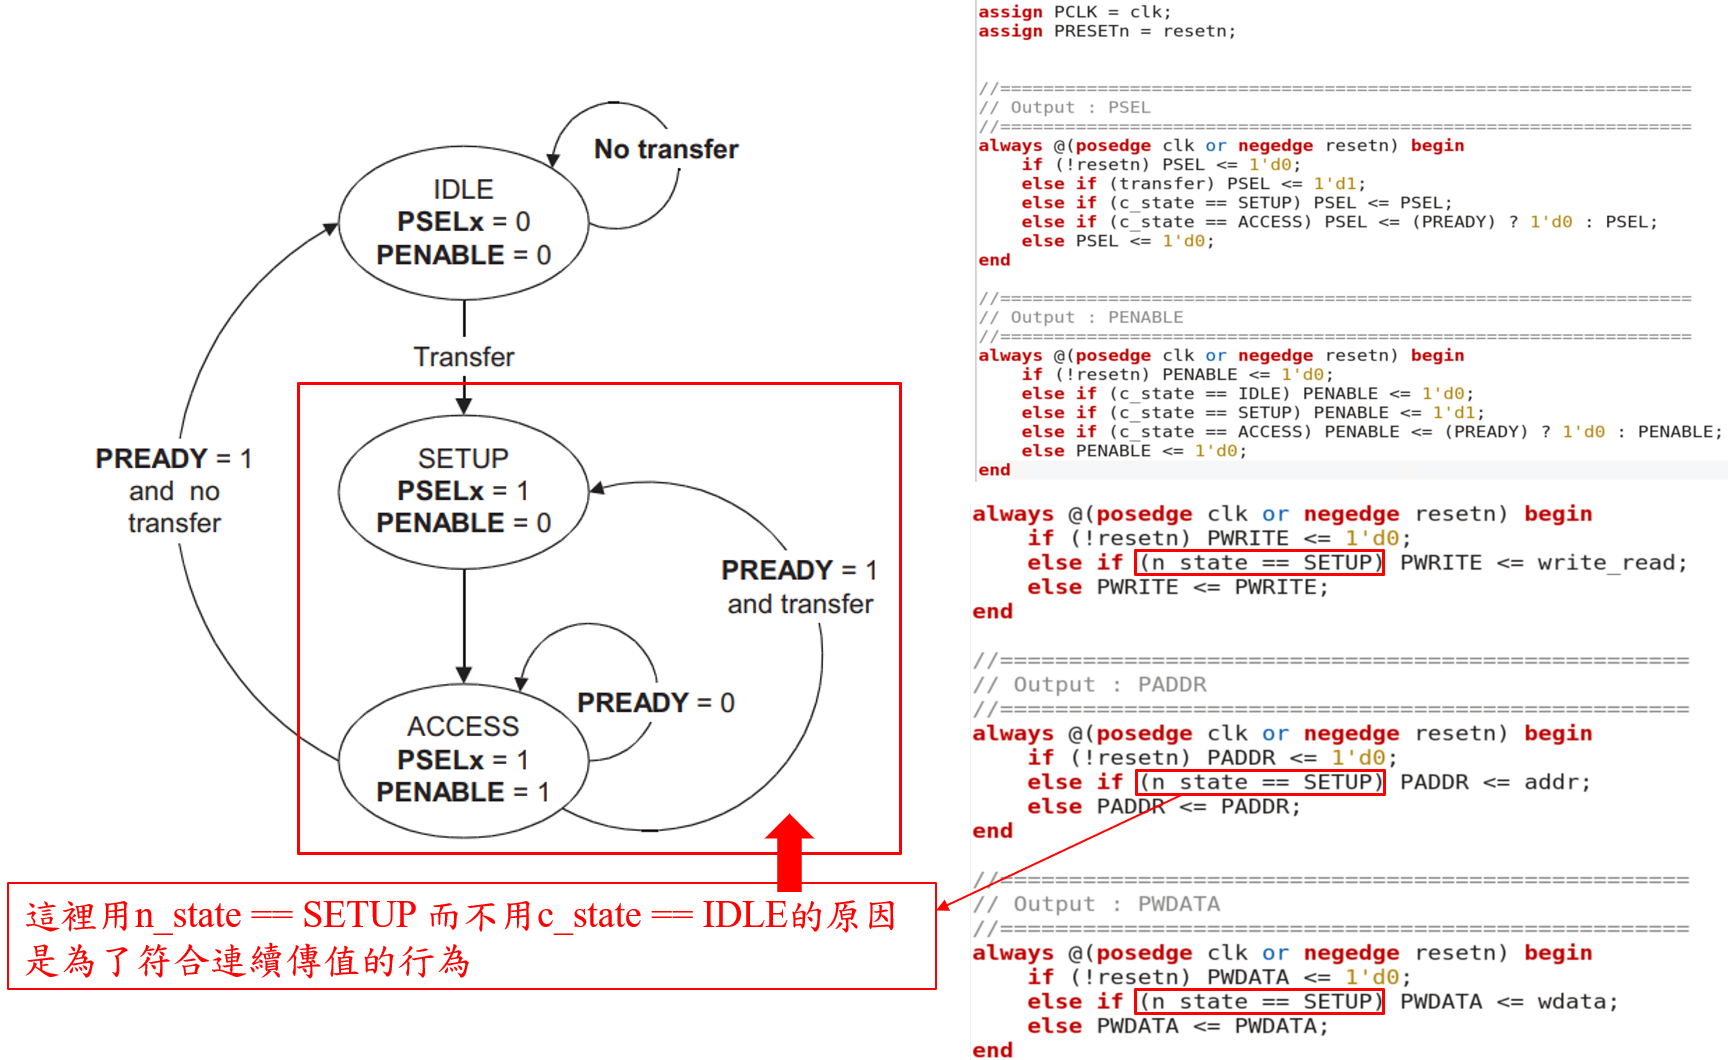 No transfer
IDLE
PSELx = 0
PENABLE = 0
Transfer
SETUP
PSELx = 1
PENABLE = 0
PREADY = 1
and no
transfer
PREADY = 1
and transfer
PREADY = 0
ACCESS
PSELx = 1
PENABLE = 1
這裡用n_state == SETUP 而不用c_state == IDLE的原因
是為了符合連續傳值的行為
assign PCLK = clk;
assign PRESETn = resetn;
//================================================================
// Output : PSEL
//================================================================
always @(posedge clk or negedge resetn) begin
if (!resetn) PSEL <= 1'd0;
else if (transfer) PSEL <= 1'd1;
else if (c_state == SETUP) PSEL <= PSEL;
else if (c_state == ACCESS) PSEL <= (PREADY) ? 1'd0 : PSEL;
else PSEL <= 1'd0;
end
//================================================================
// Output : PENABLE
//================================================================
always @(posedge clk or negedge resetn) begin
if (!resetn) PENABLE <= 1'd0;
else if (c_state == IDLE) PENABLE <= 1'd0;
else if (c_state == SETUP) PENABLE <= 1'd1;
else if (c_state == ACCESS) PENABLE <= (PREADY) ? 1'd0 : PENABLE;
else PENABLE <= 1'd0;
end
always @(posedge clk or negedge resetn) begin
if (!resetn) PWRITE <= 1'd0;
else if (n_state == SETUP) PWRITE <= write_read;
else PWRITE <= PWRITE;
end
//==================================================
// Output : PADDR
//==================================================
always @(posedge clk or negedge resetn) begin
if (!resetn) PADDR <= 1'd0;
else if (n_state == SETUP) PADDR <= addr;
else PADDR <= PADDR;
end
//==================================================
// Output : PWDATA
//==================================================
always @(posedge clk or negedge resetn) begin
if (!resetn) PWDATA <= 1'd0;
else if (n_state == SETUP) PWDATA <= wdata;
else PWDATA <= PWDATA;
end